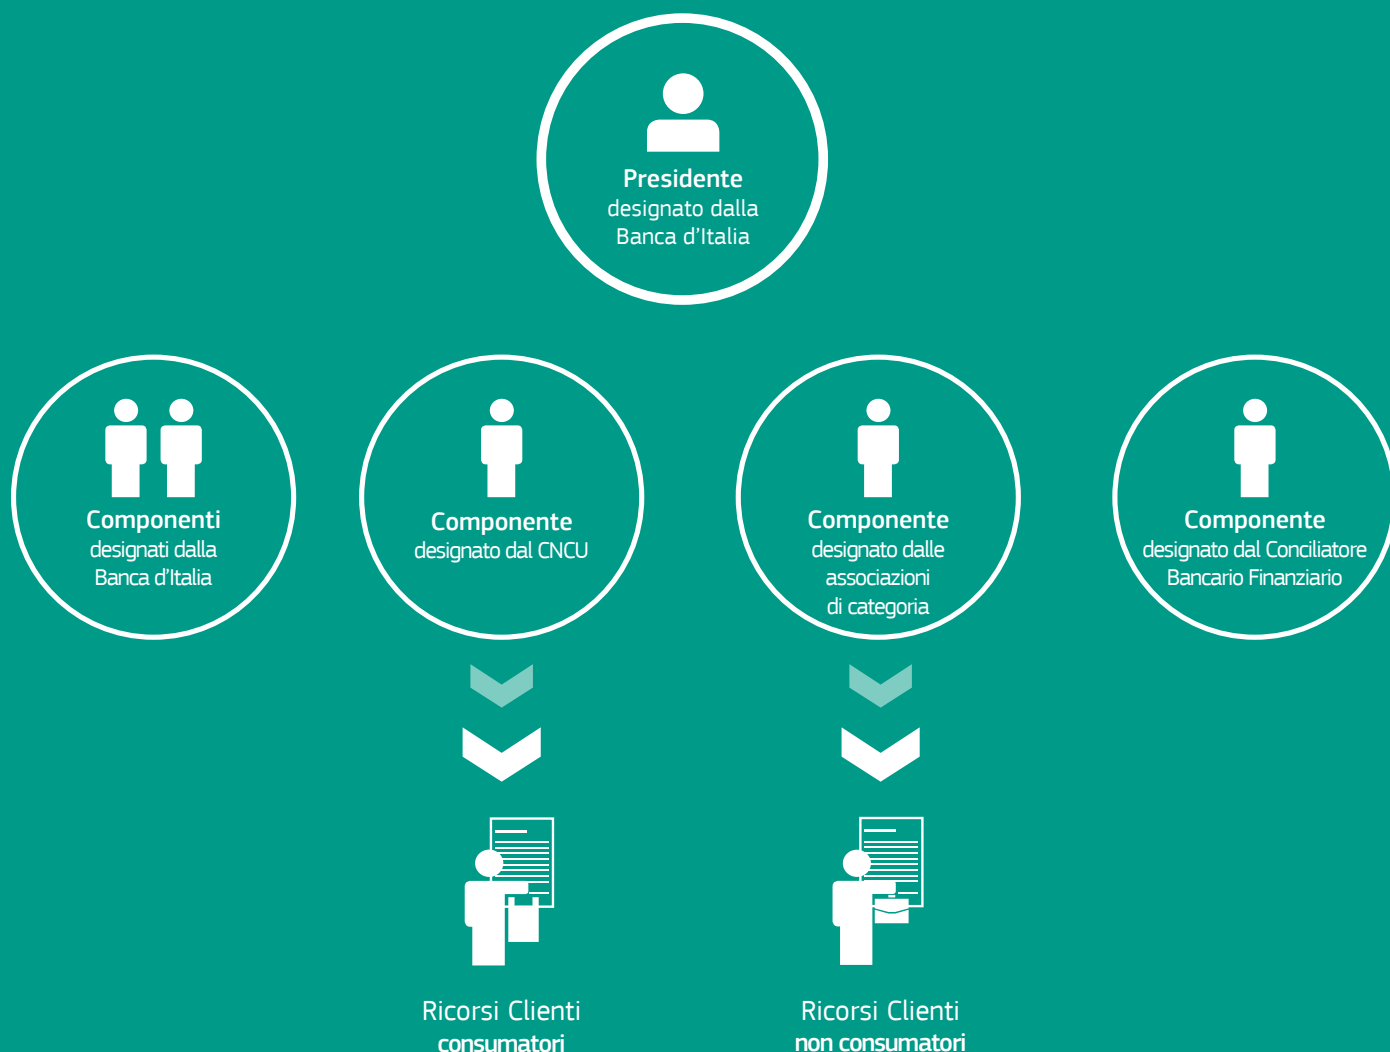 Presidente
designato dalla
Banca d'Italia
Componenti
designati dalla
Banca d'Italia
Componente
designato dal CNCU
Componente
designato dalle
associazioni
di categoria
Componente
designato dal Conciliatore
Bancario Finanziario
Ricorsi Clienti
consumatori
Ricorsi Clienti
non consumatori